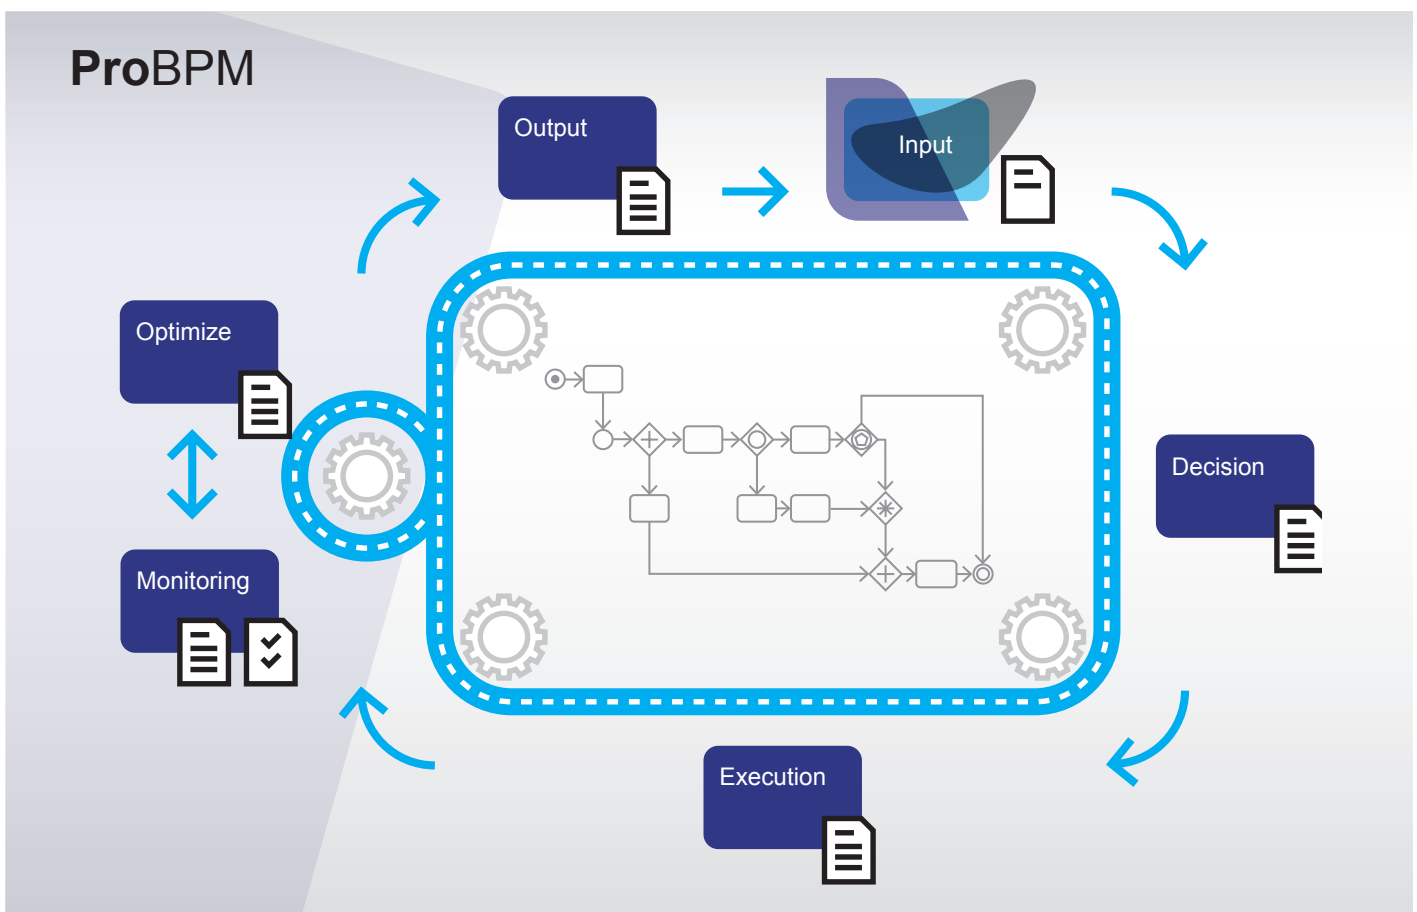 ProBPM
Output
Input
Optimize
Decision
Monitoring
Execution